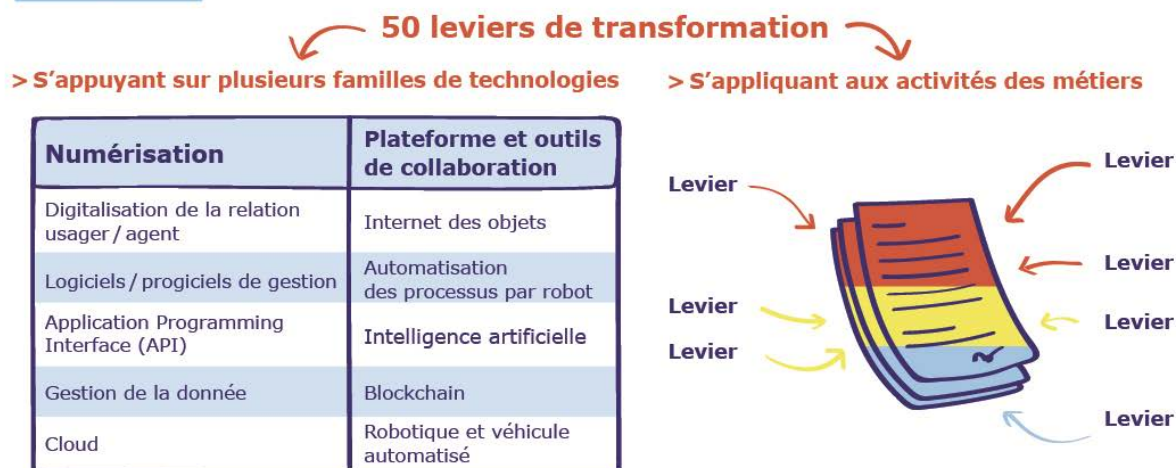 50 leviers de transformation
> S'appuyant sur plusieurs familles de technologies
> S'appliquant aux activités des métiers
Numérisation
Plateforme et outils
de collaboration
Digitalisation de la relation
usager / agent
Internet des objets
Logiciels / progiciels de gestion
Automatisation
des processus par robot
Application Programming
Interface (API)
Intelligence artificielle
Gestion de la donnée
Blockchain
Cloud
Robotique et véhicule
automatisé
Levier
Levier
Levier
Levier
Levier
Levier
Levier